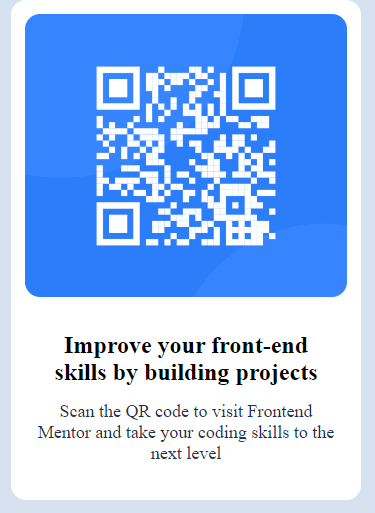 Improve your front-end
skills by building projects
Scan the QR code to visit Frontend
Mentor and take your coding skills to the
next level